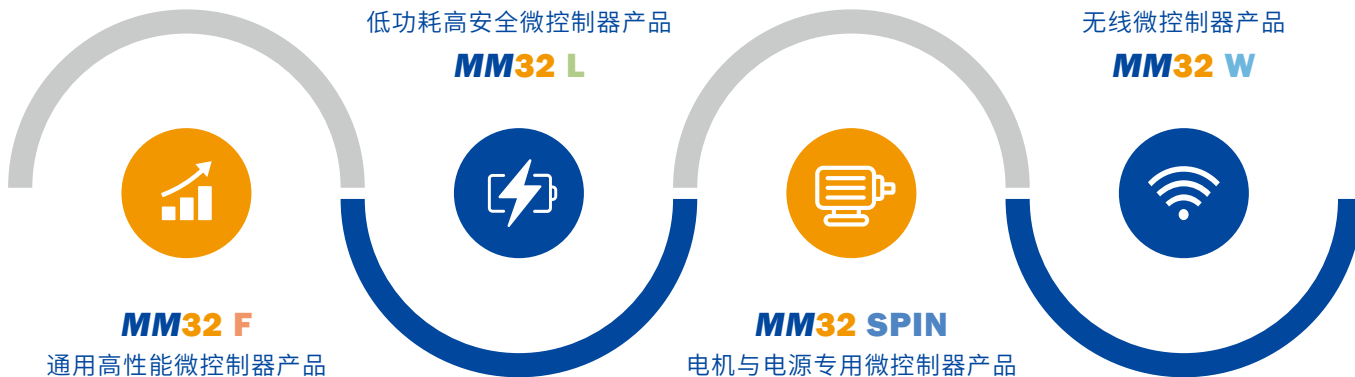 低功耗高安全微控制器产品
MM32 L
无线微控制器产品
MM32 W
MM32 F
通用高性能微控制器产品
MM32 SPIN
电机与电源专用微控制器产品